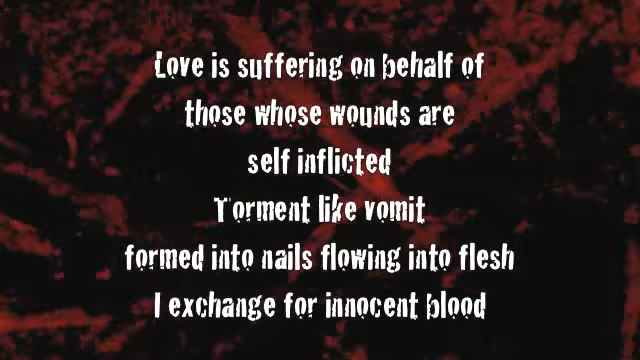 Love is suffering on behalf of
those whose wounds are
self inflicted
Torment like vomit
formed into nails flowing into flesh
I exchange for innocent blood